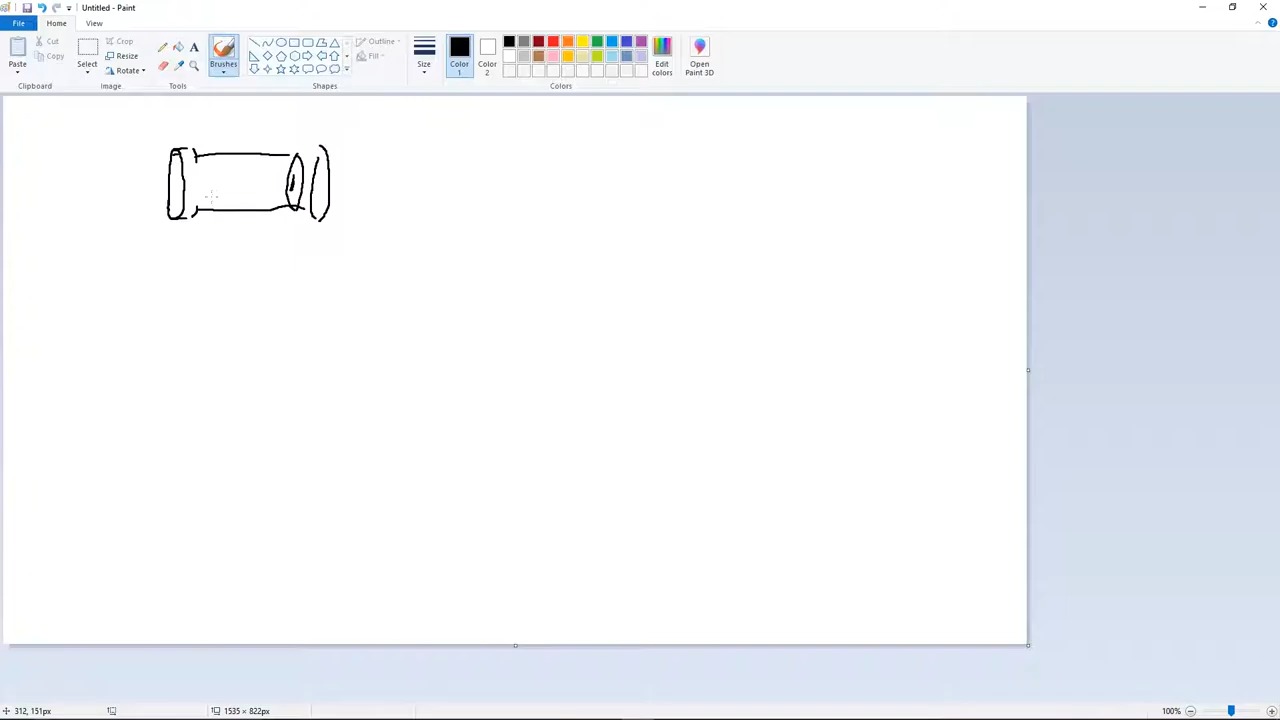 Untitled - Paint
File Home View
Paste
Cut
Copy
Clipboard
Select
Crop
Resize
Rotate
Image
A
Tools
Brushes
Outline
Fill
Shapes
Size
Color
1
Color
2
Edit
colors
Colors
Open
Paint 3D
312, 151px
1535 × 822px
100%